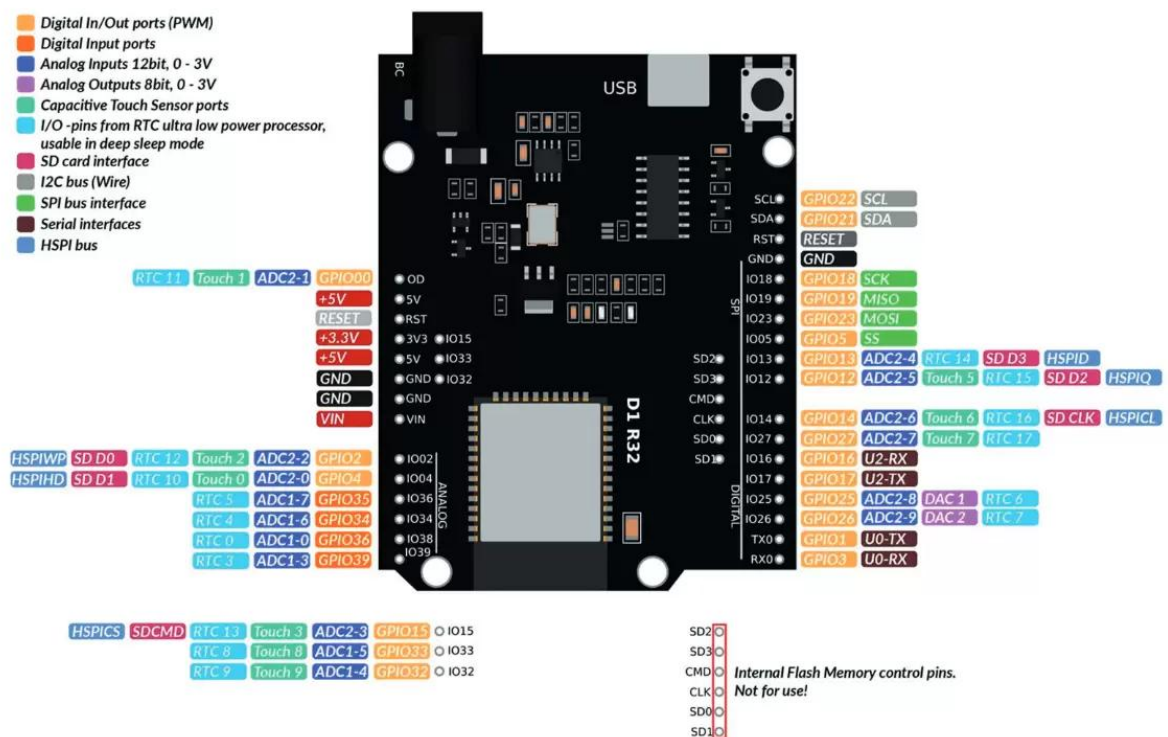 Digital In/Out ports (PWM)
Digital Input ports
Analog Inputs 12bit, 0 - 3V
Analog Outputs 8bit, 0 - 3V
Capacitive Touch Sensor ports
I/O -pins from RTC ultra low power processor,
usable in deep sleep mode
SD card interface
I2C bus (Wire)
SPI bus interface
Serial interfaces
HSPI bus
BC
USB
RTC 11 Touch 1 ADC2-1 GPIO00 OD
+5V 5V
RESET RST
+3.3V 3V3 IO15
+5V 5V IO33
GND GND IO32
GND GND
VIN VIN
HSPIWP SD D0 RTC 12 Touch 2 ADC2-2 GPIO2 IO02
HSPIHD SD D1 RTC 10 Touch 0 ADC2-0 GPIO4 IO04
RTC 5 ADC1-7 GPIO35 IO36
RTC 4 ADC1-6 GPIO34 IO34
RTC 0 ADC1-0 GPIO36 IO38
RTC 3 ADC1-3 GPIO39 IO39
ANALOG
D1 R32
SD2
SD3
CMD
CLK
SD0
SD1
SPI
DIGITAL
SCL GPIO22 SCL
SDA GPIO21 SDA
RST RESET
GND GND
IO18 GPIO18 SCK
IO19 GPIO19 MISO
IO23 GPIO23 MOSI
IO05 GPIO5 SS
IO13 GPIO13 ADC2-4 RTC 14 SD D3 HSPID
IO12 GPIO12 ADC2-5 Touch 5 RTC 15 SD D2 HSPIQ
IO14 GPIO14 ADC2-6 Touch 6 RTC 16 SD CLK HSPICL
IO27 GPIO27 ADC2-7 Touch 7 RTC 17
IO16 GPIO16 U2-RX
IO17 GPIO17 U2-TX
IO25 GPIO25 ADC2-8 DAC 1 RTC 6
IO26 GPIO26 ADC2-9 DAC 2 RTC 7
TX0 GPIO1 U0-TX
RX0 GPIO3 U0-RX
HSPICS SDCMD RTC 13 Touch 3 ADC2-3 GPIO15 IO15
RTC 8 Touch 8 ADC1-5 GPIO33 IO33
RTC 9 Touch 9 ADC1-4 GPIO32 IO32
SD2
SD3
CMD
CLK
SD0
SD1
Internal Flash Memory control pins.
Not for use!